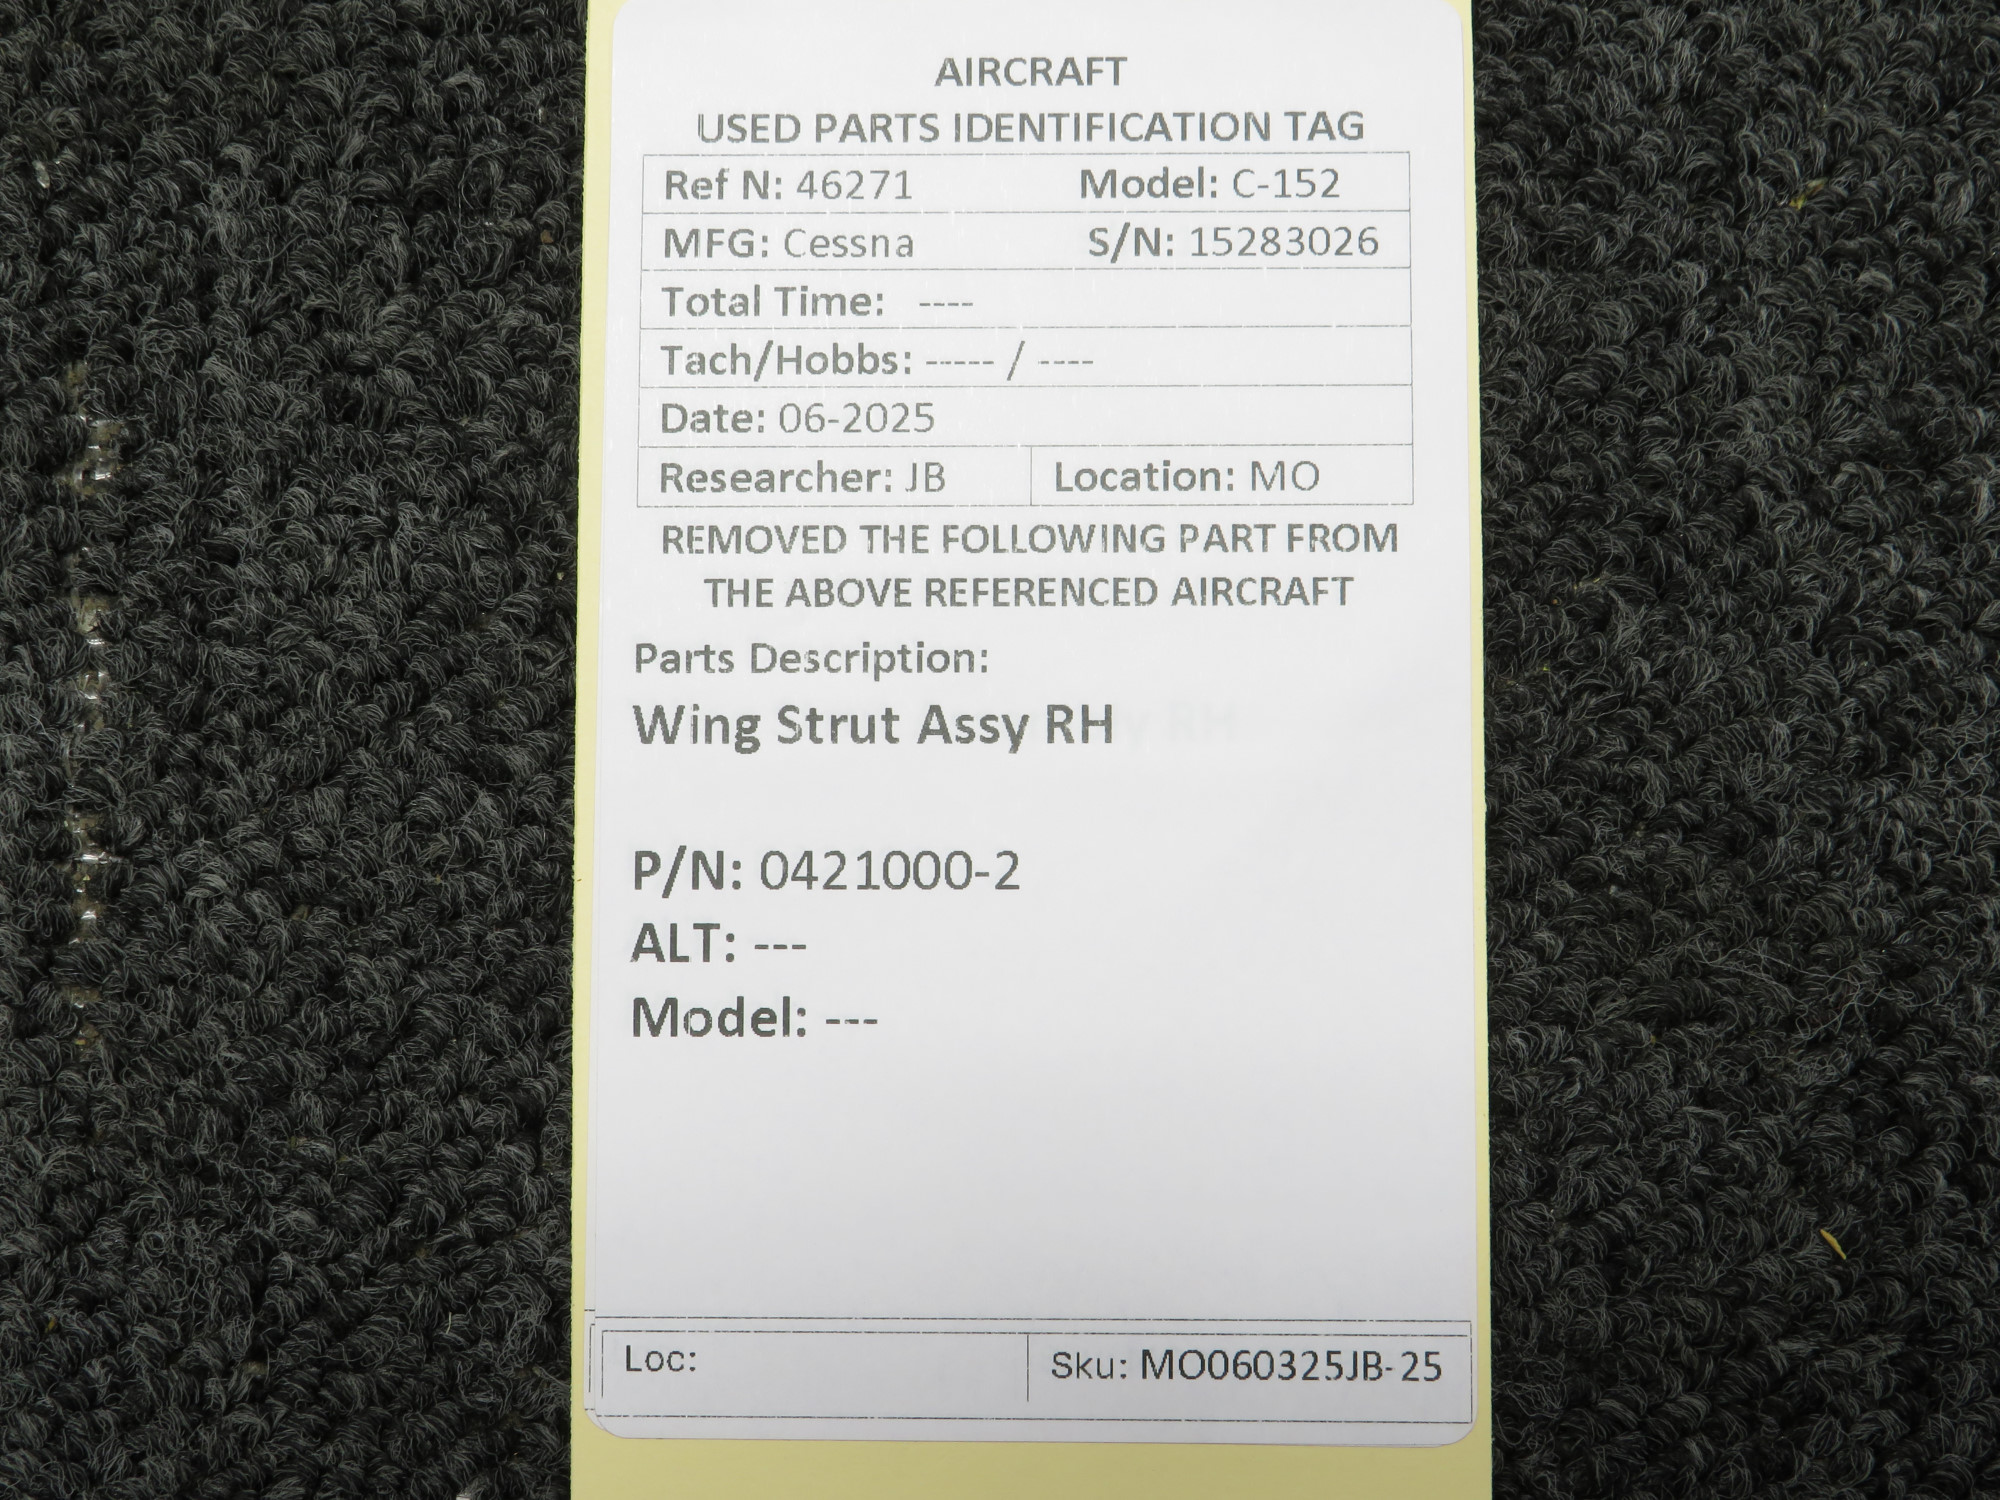 AIRCRAFT
USED PARTS IDENTIFICATION TAG
Ref N: 46271 Model: C-152
MFG: Cessna S/N: 15283026
Total Time: ----
Tach/Hobbs: ----- / ----
Date: 06-2025
Researcher: JB Location: MO
REMOVED THE FOLLOWING PART FROM
THE ABOVE REFERENCED AIRCRAFT
Parts Description:
Wing Strut Assy RH
P/N: 0421000-2
ALT: ---
Model: ---
Loc: Sku: MO060325JB-25